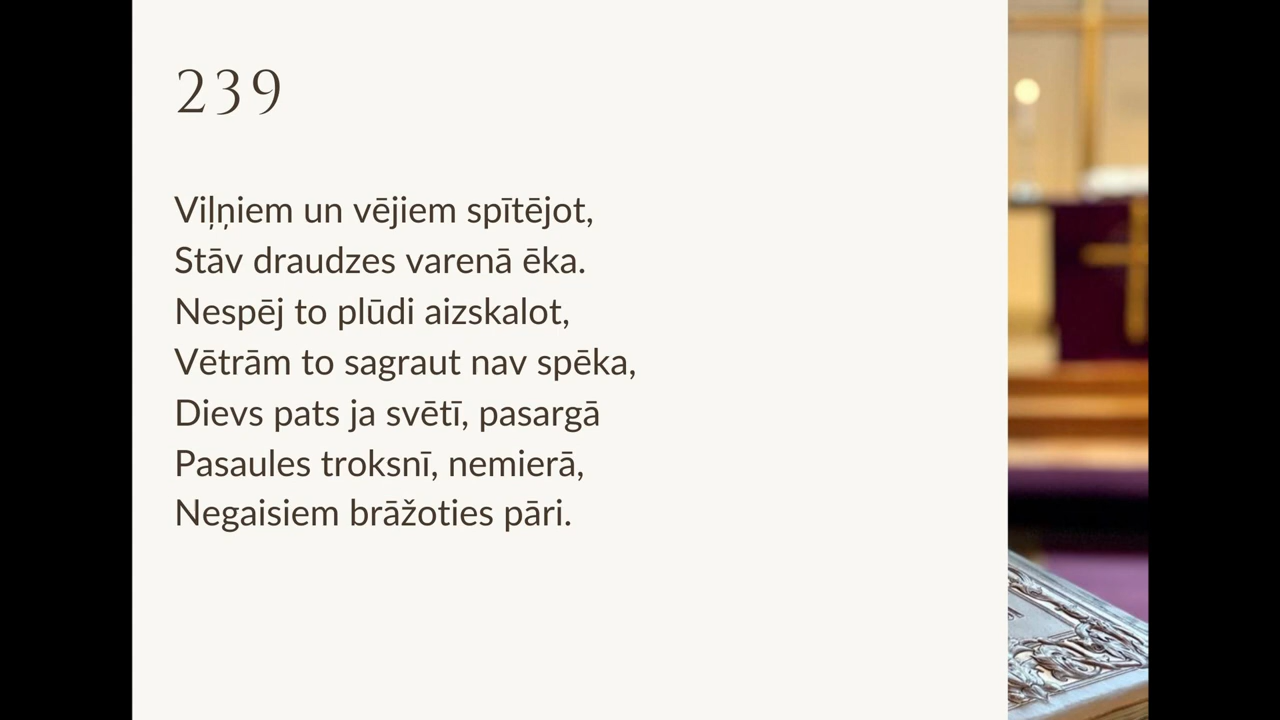 239
Viļņiem un vējiem spītējot,
Stāv draudzes varenā ēka.
Nespēj to plūdi aizskalot,
Vētrām to sagraut nav spēka,
Dievs pats ja svētī, pasargā
Pasaules troksnī, nemierā,
Negaisiem brāžoties pāri.